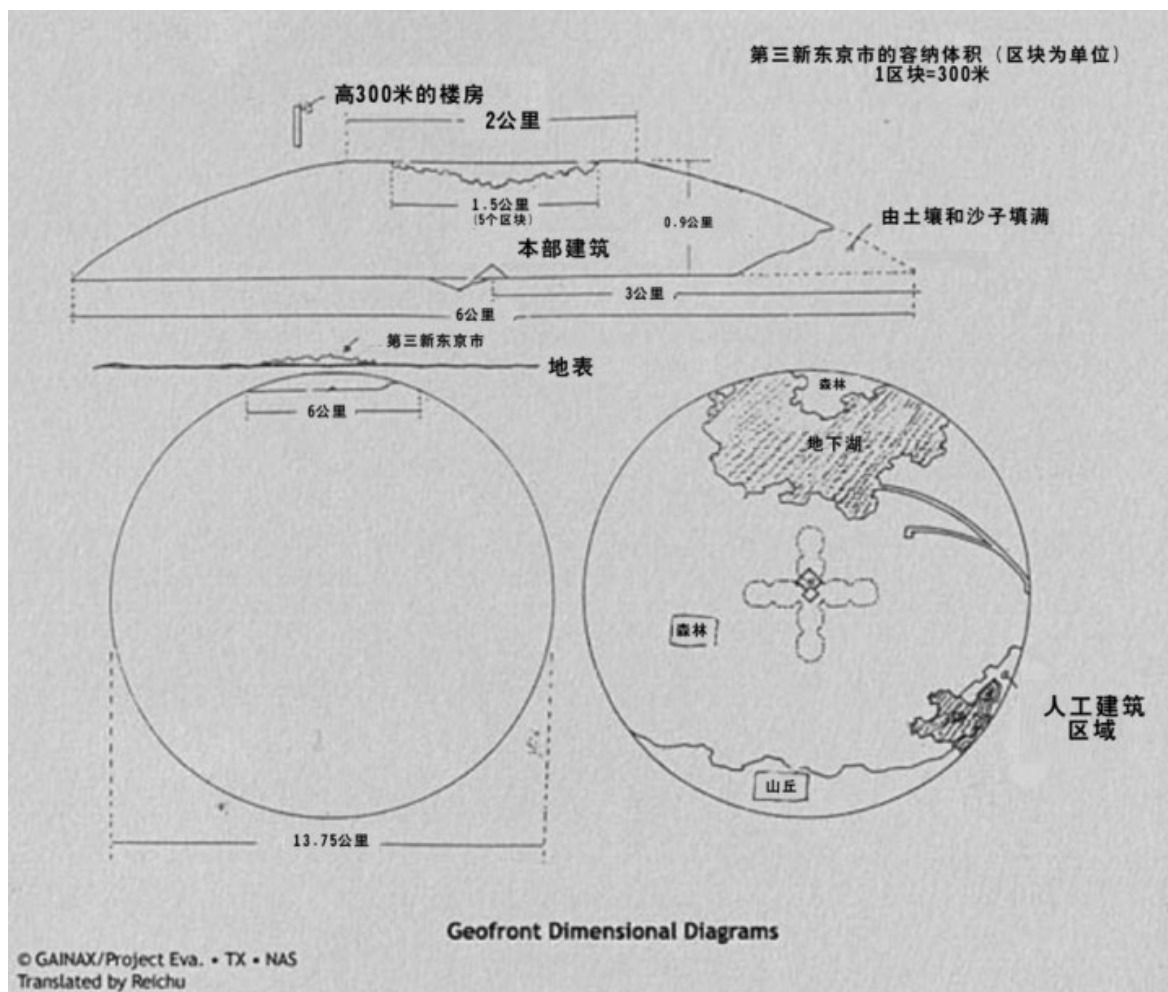 第三新东京市的容纳体积（区块为单位）
1区块=300米
高300米的楼房
2公里
1.5公里
(5个区块)
0.9公里
由土壤和沙子填满
本部建筑
3公里
6公里
第三新东京市
地表
6公里
森林
地下湖
森林
人工建筑
区域
山丘
13.75公里
Geofront Dimensional Diagrams
© GAINAX/Project Eva. • TX • NAS
Translated by Reichu